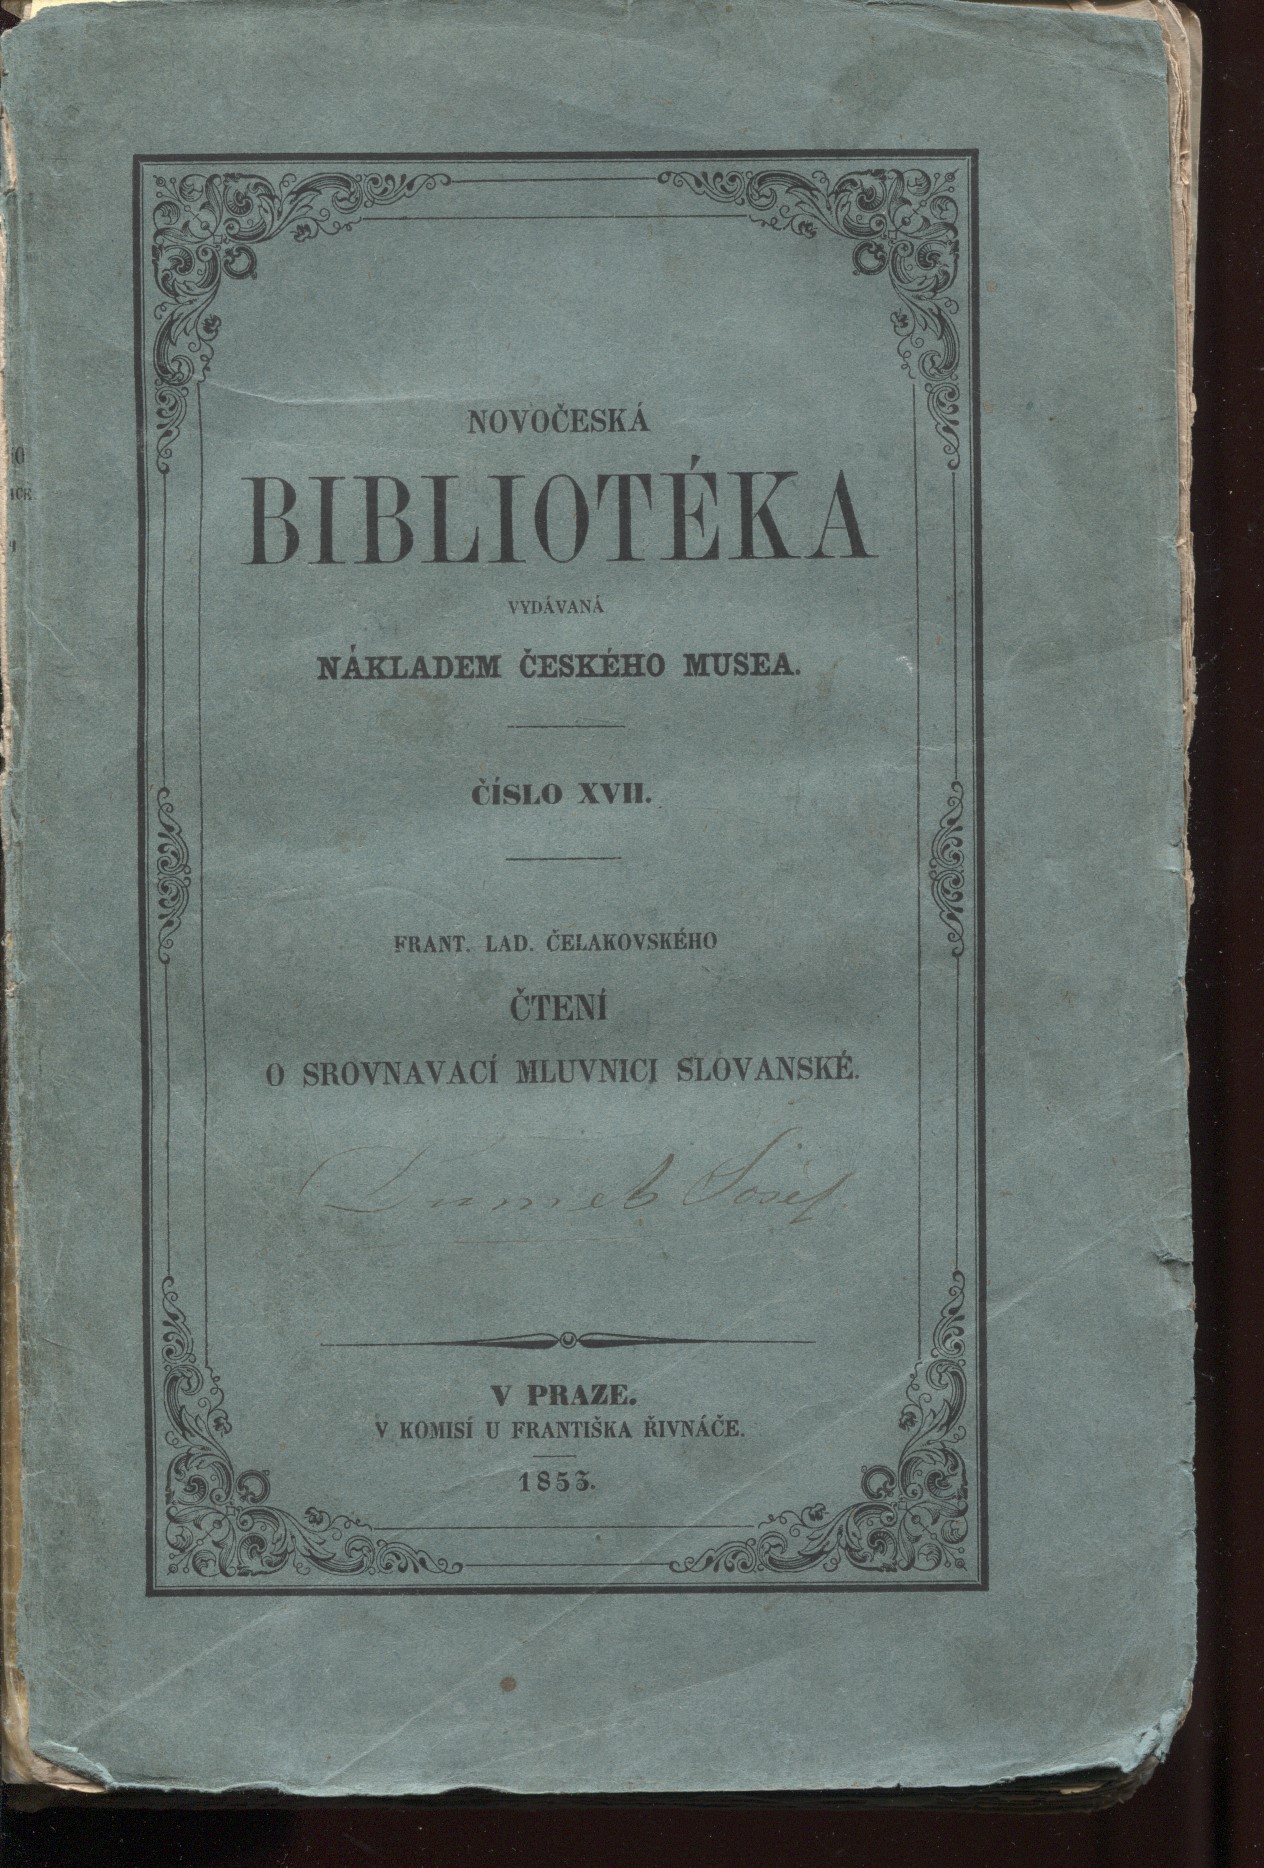 NOVOČESKÁ
BIBLIOTÉKA
VYDÁVANÁ
NÁKLADEM ČESKÉHO MUSEA.
ČÍSLO XVII.
FRANT. LAD. ČELAKOVSKÉHO
ČTENÍ
O SROVNAVACÍ MLUVNICI SLOVANSKÉ.
Josef
V PRAZE.
V KOMISÍ U FRANTIŠKA ŘIVNÁČE.
1853.